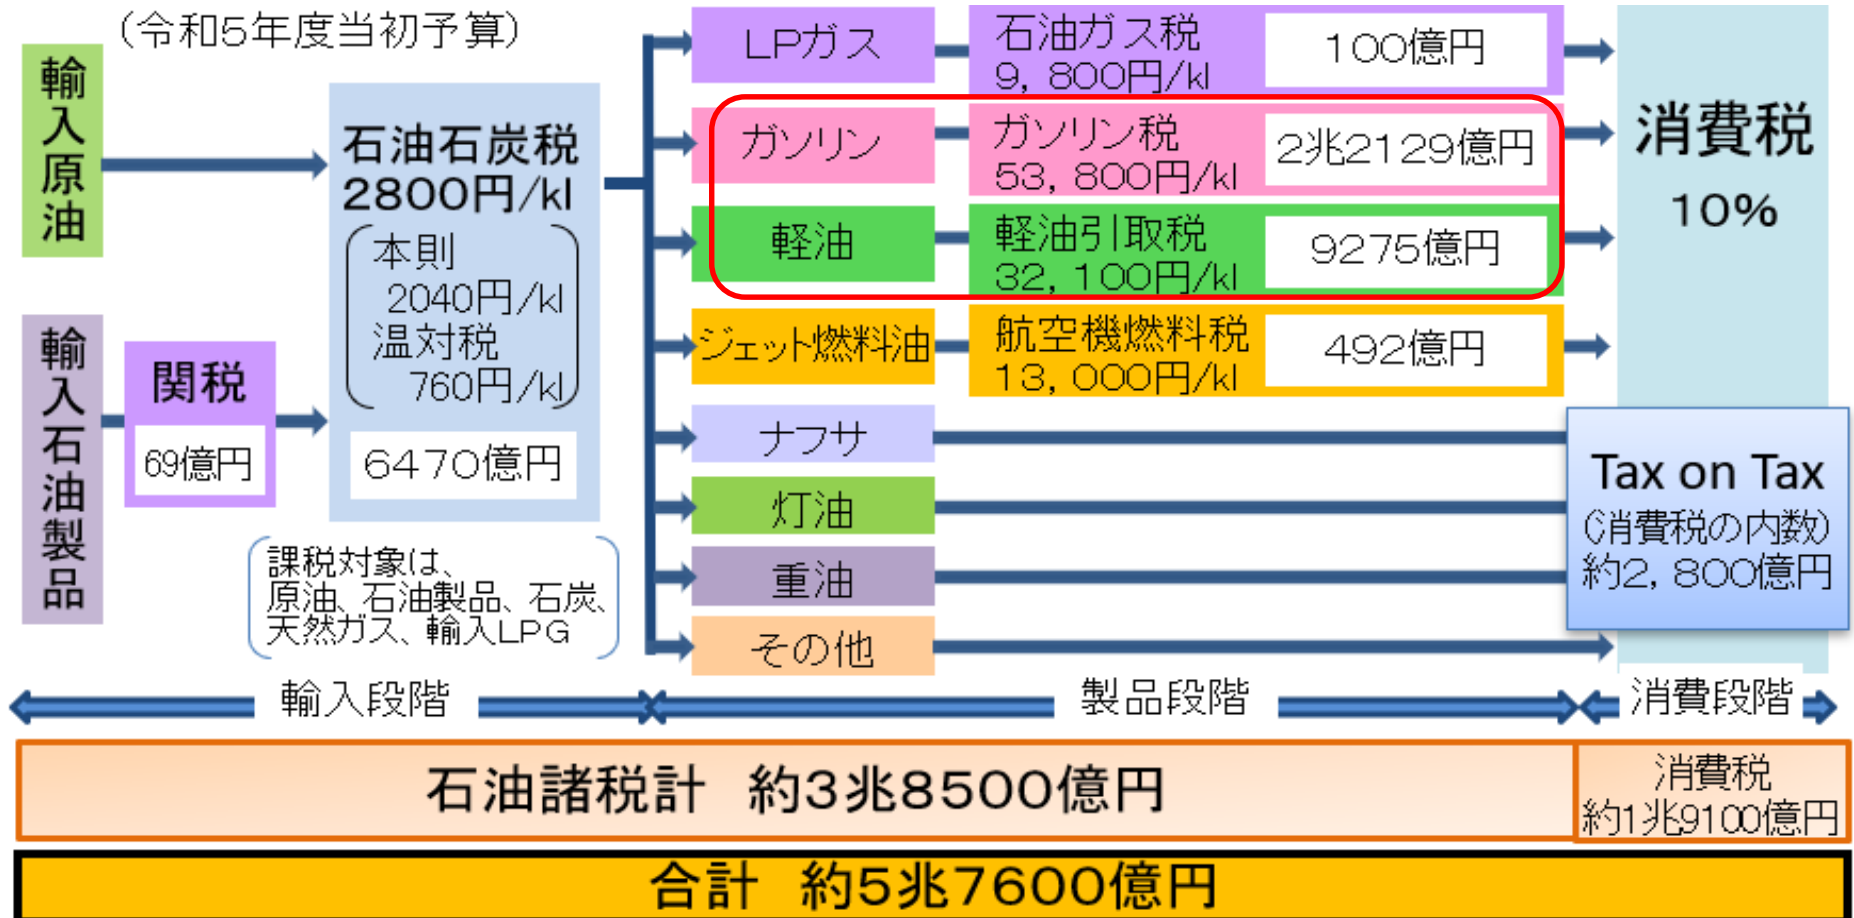 (令和5年度当初予算)
輸入原油
輸入石油製品
関税
69億円
石油石炭税
2800円/kl
本則
2040円/kl
温対税
760円/kl
6470億円
課税対象は、
原油、石油製品、石炭、
天然ガス、輸入LPG
LPガス
石油ガス税
9,800円/kl
100億円
ガソリン
ガソリン税
53,800円/kl
2兆2129億円
軽油
軽油引取税
32,100円/kl
9275億円
ジェット燃料油
航空機燃料税
13,000円/kl
492億円
ナフサ
灯油
重油
その他
消費税
10%
Tax on Tax
(消費税の内数)
約2,800億円
輸入段階
製品段階
消費段階
石油諸税計 約3兆8500億円
消費税
約1兆9100億円
合計 約5兆7600億円